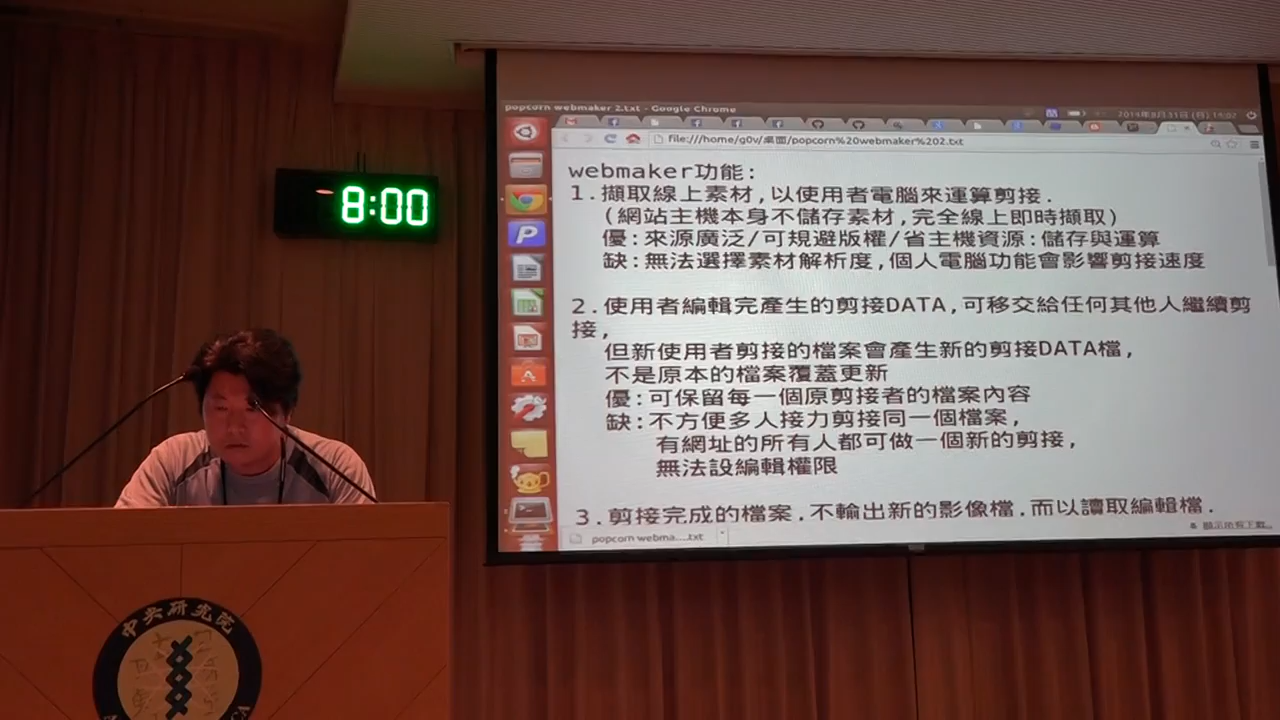 popcorn webmaker 2.txt - Google Chrome
file:///home/g0v/桌面/popcorn%20webmaker%202.txt
8:00
webmaker功能:
1.擷取線上素材,以使用者電腦來運算剪接.
(網站主機本身不儲存素材,完全線上即時擷取)
優:來源廣泛/可規避版權/省主機資源:儲存與運算
缺:無法選擇素材解析度,個人電腦功能會影響剪接速度
2.使用者編輯完產生的剪接DATA,可移交給任何其他人繼續剪
接,
但新使用者剪接的檔案會產生新的剪接DATA檔,
不是原本的檔案覆蓋更新
優:可保留每一個原剪接者的檔案內容
缺:不方便多人接力剪接同一個檔案,
有網址的所有人都可做一個新的剪接,
無法設編輯權限
3.剪接完成的檔案,不輸出新的影像檔,而以讀取編輯檔.
popcorn webma....txt
顯示所有下載...
中央研究院